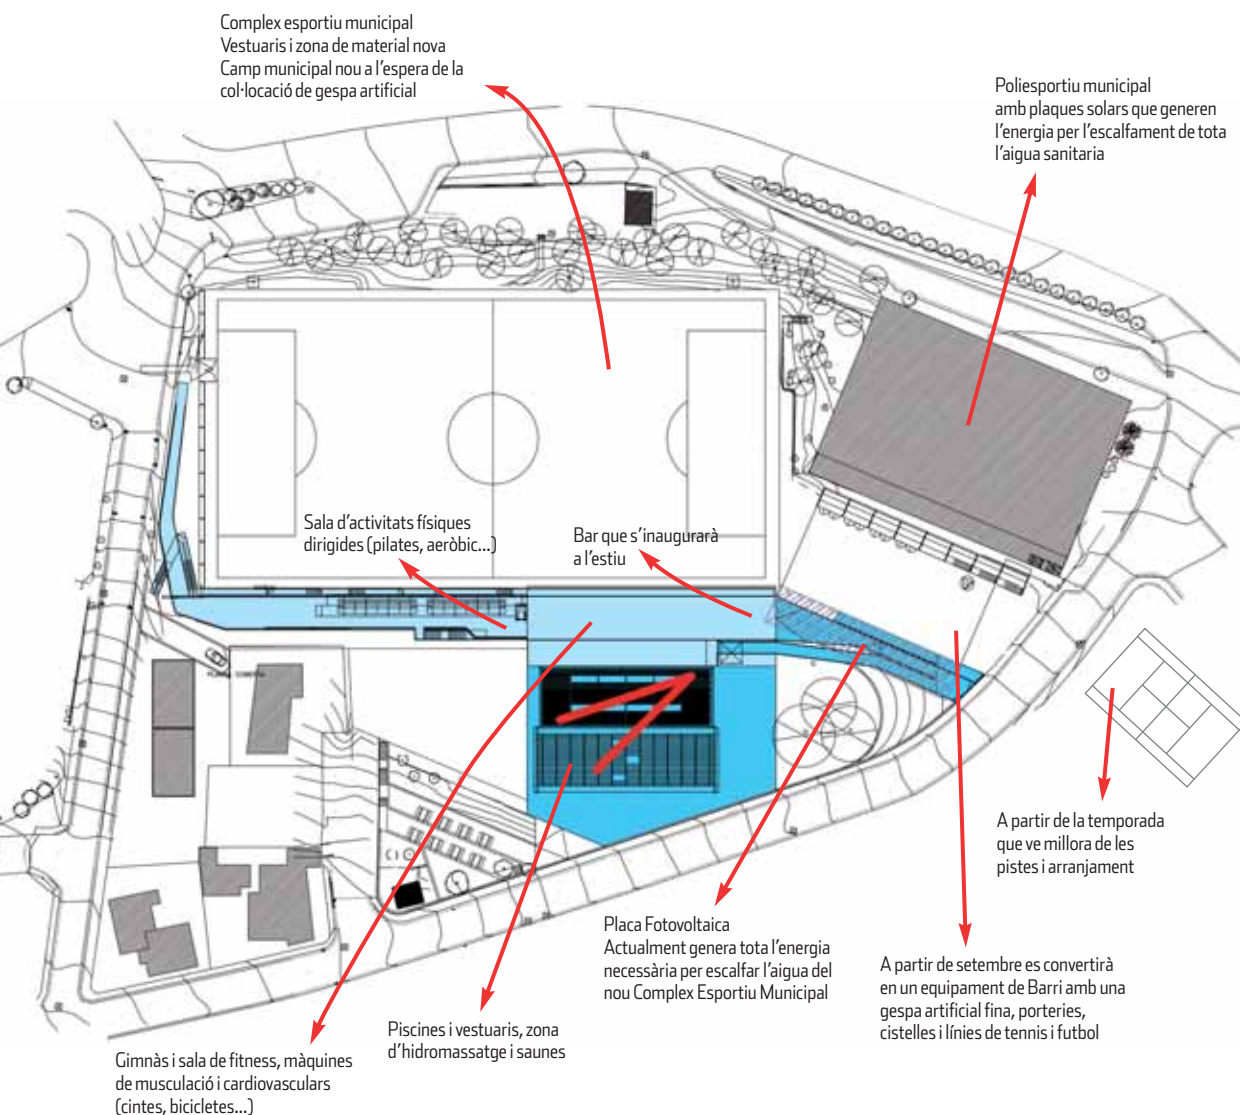 Complex esportiu municipal
Vestuaris i zona de material nova
Camp municipal nou a l'espera de la
col·locació de gespa artificial
Poliesportiu municipal
amb plaques solars que generen
l'energia per l'escalfament de tota
l'aigua sanitaria
Sala d'activitats físiques
dirigides (pilates, aeròbic...)
Bar que s'inaugurarà
a l'estiu
A partir de la temporada
que ve millora de les
pistes i arranjament
Placa Fotovoltaica
Actualment genera tota l'energia
necessària per escalfar l'aigua del
nou Complex Esportiu Municipal
A partir de setembre es convertirà
en un equipament de Barri amb una
gespa artificial fina, porteries,
cistelles i línies de tennis i futbol
Piscines i vestuaris, zona
d'hidromassatge i saunes
Gimnàs i sala de fitness, màquines
de musculació i cardiovasculars
(cintes, bicicletes...)